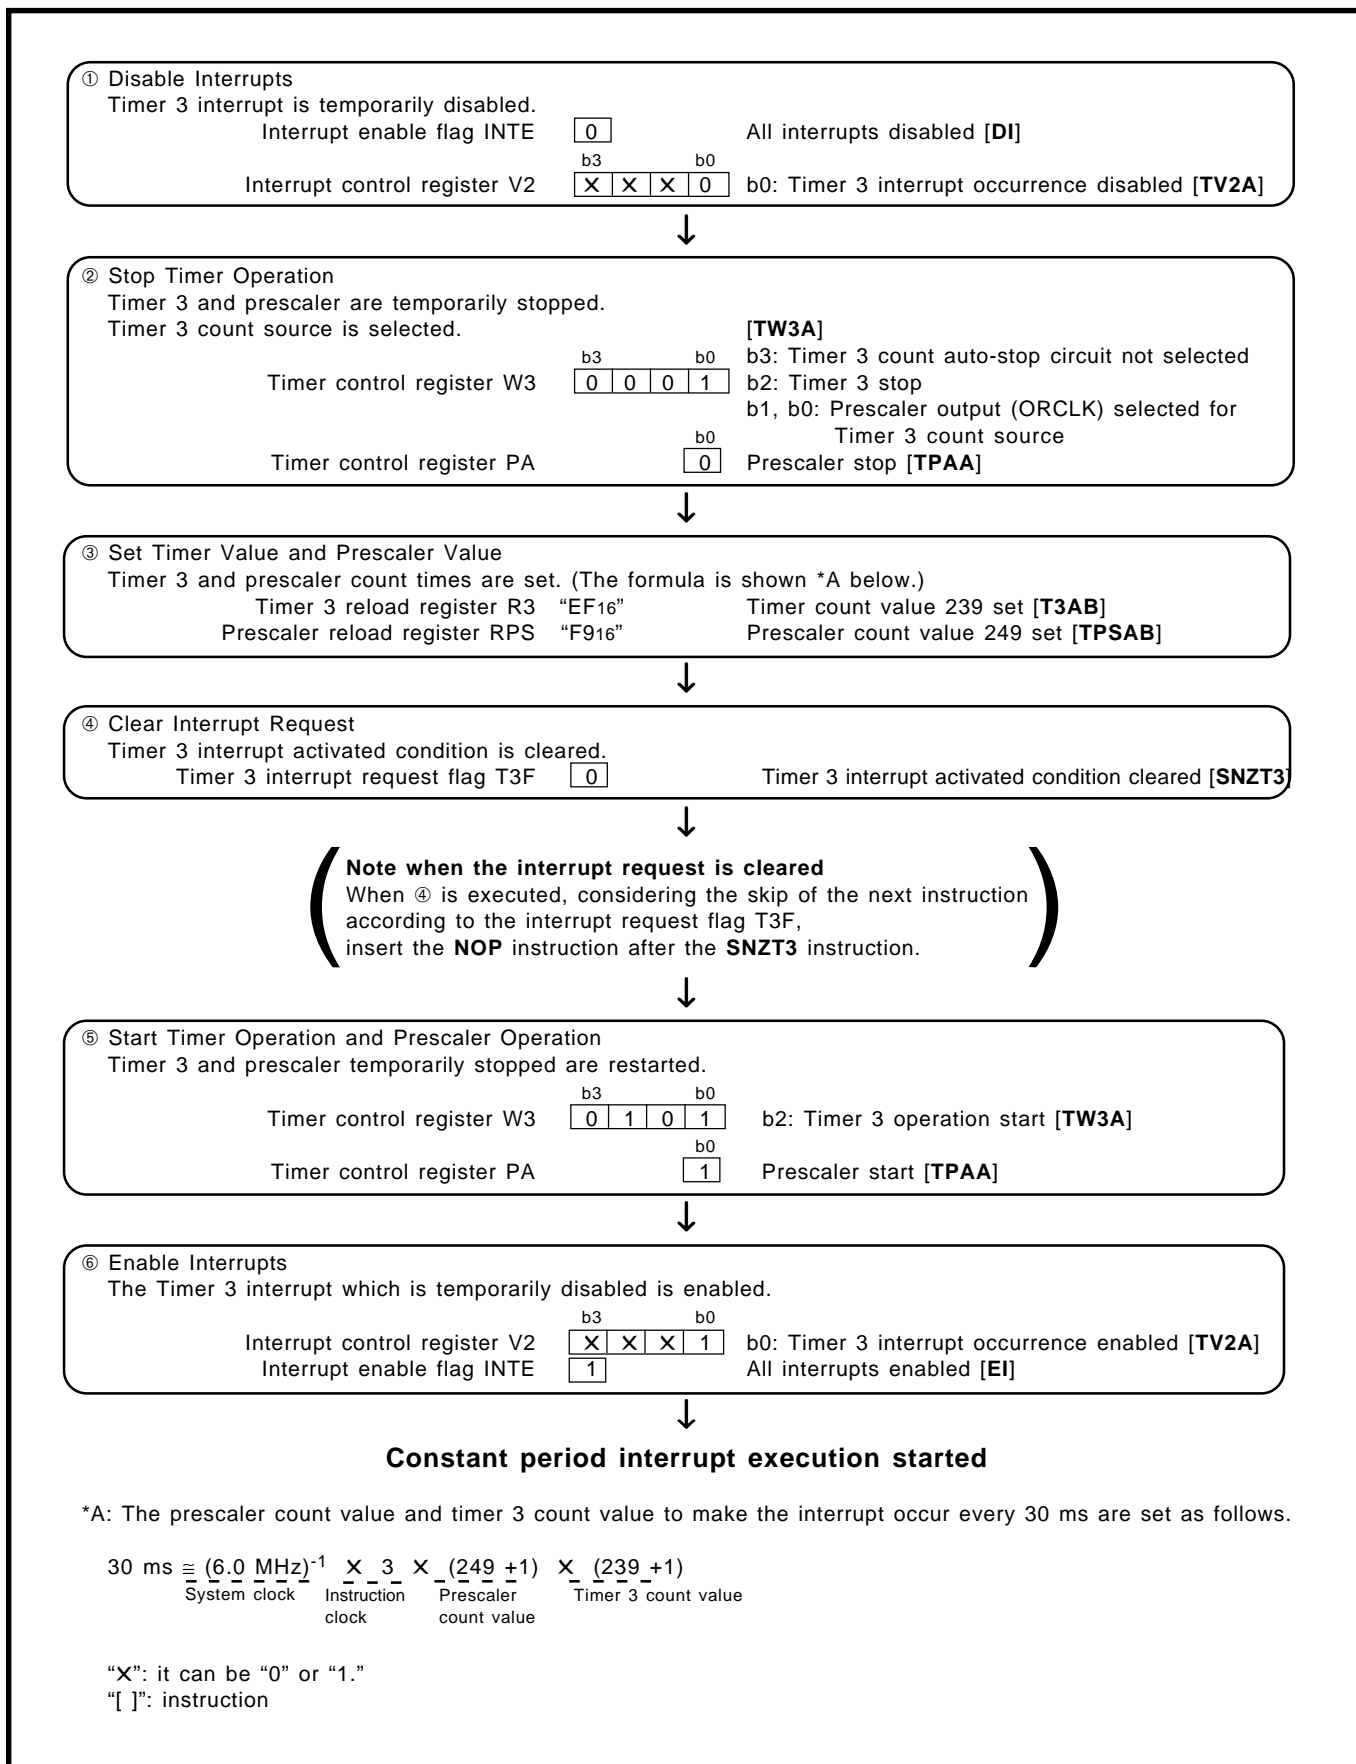 ① Disable Interrupts
Timer 3 interrupt is temporarily disabled.
Interrupt enable flag INTE 0 All interrupts disabled [DI]
b3 b0
Interrupt control register V2 X X X 0 b0: Timer 3 interrupt occurrence disabled [TV2A]
↓
② Stop Timer Operation
Timer 3 and prescaler are temporarily stopped.
Timer 3 count source is selected. [TW3A]
b3 b0 b3: Timer 3 count auto-stop circuit not selected
Timer control register W3 0 0 0 1 b2: Timer 3 stop
b1, b0: Prescaler output (ORCLK) selected for
Timer 3 count source
b0
Timer control register PA 0 Prescaler stop [TPAA]
↓
③ Set Timer Value and Prescaler Value
Timer 3 and prescaler count times are set. (The formula is shown *A below.)
Timer 3 reload register R3 “EF16” Timer count value 239 set [T3AB]
Prescaler reload register RPS “F916” Prescaler count value 249 set [TPSAB]
↓
④ Clear Interrupt Request
Timer 3 interrupt activated condition is cleared.
Timer 3 interrupt request flag T3F 0 Timer 3 interrupt activated condition cleared [SNZT3]
↓
Note when the interrupt request is cleared
When ④ is executed, considering the skip of the next instruction
according to the interrupt request flag T3F,
insert the NOP instruction after the SNZT3 instruction.
↓
⑤ Start Timer Operation and Prescaler Operation
Timer 3 and prescaler temporarily stopped are restarted.
b3 b0
Timer control register W3 0 1 0 1 b2: Timer 3 operation start [TW3A]
b0
Timer control register PA 1 Prescaler start [TPAA]
↓
⑥ Enable Interrupts
The Timer 3 interrupt which is temporarily disabled is enabled.
b3 b0
Interrupt control register V2 X X X 1 b0: Timer 3 interrupt occurrence enabled [TV2A]
Interrupt enable flag INTE 1 All interrupts enabled [EI]
↓
Constant period interrupt execution started
*A: The prescaler count value and timer 3 count value to make the interrupt occur every 30 ms are set as follows.
30 ms ≅ (6.0 MHz)-1 X 3 X (249 +1) X (239 +1)
System clock Instruction Prescaler Timer 3 count value
clock count value
“X”: it can be “0” or “1.”
“[ ]”: instruction